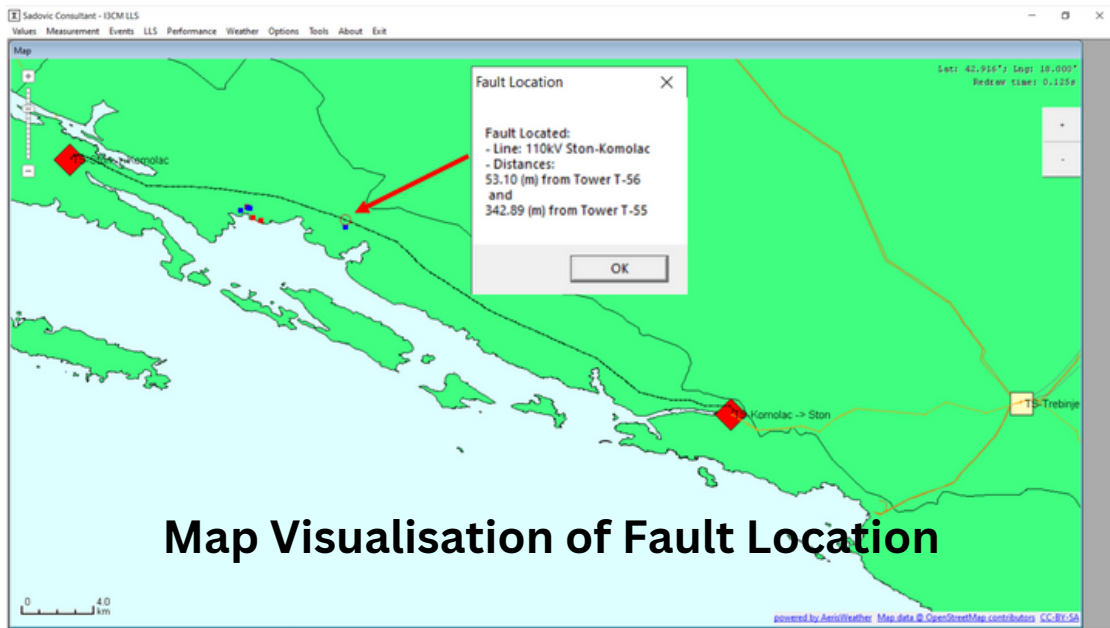 Sadovic Consultant - I3CM LLS
Values Measurement Events LLS Performance Weather Options Tools About Exit
Map
Lat: 42.916°; Lng: 18.000°
Redraw time: 0.125s
Fault Location
Fault Located:
- Line: 110kV Ston-Komolac
- Distances:
53.10 (m) from Tower T-56
and
342.89 (m) from Tower T-55
OK
TS-Ston -> Komolac
TS-Komolac -> Ston
TS-Trebinje
Map Visualisation of Fault Location
0 4.0
km
powered by AerisWeather Map data @ OpenStreetMap contributors CC-BY-SA